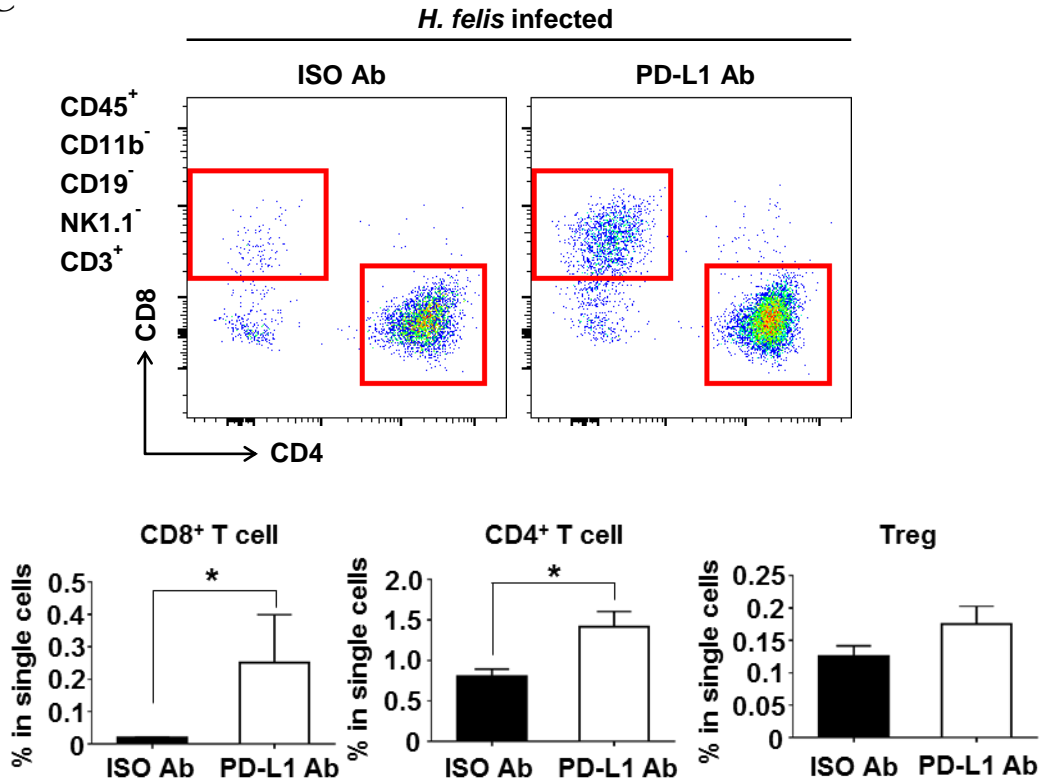 H. felis infected
ISO Ab
PD-L1 Ab
CD45⁺
CD11b⁻
CD19⁻
NK1.1⁻
CD3⁺
CD8
CD4
CD8⁺ T cell
% in single cells
0.5
0.4
0.3
0.2
0.1
0
*
ISO Ab PD-L1 Ab
CD4⁺ T cell
% in single cells
2.0
1.5
1.0
0.5
0
*
ISO Ab PD-L1 Ab
Treg
% in single cells
0.25
0.2
0.15
0.1
0.05
0
ISO Ab PD-L1 Ab